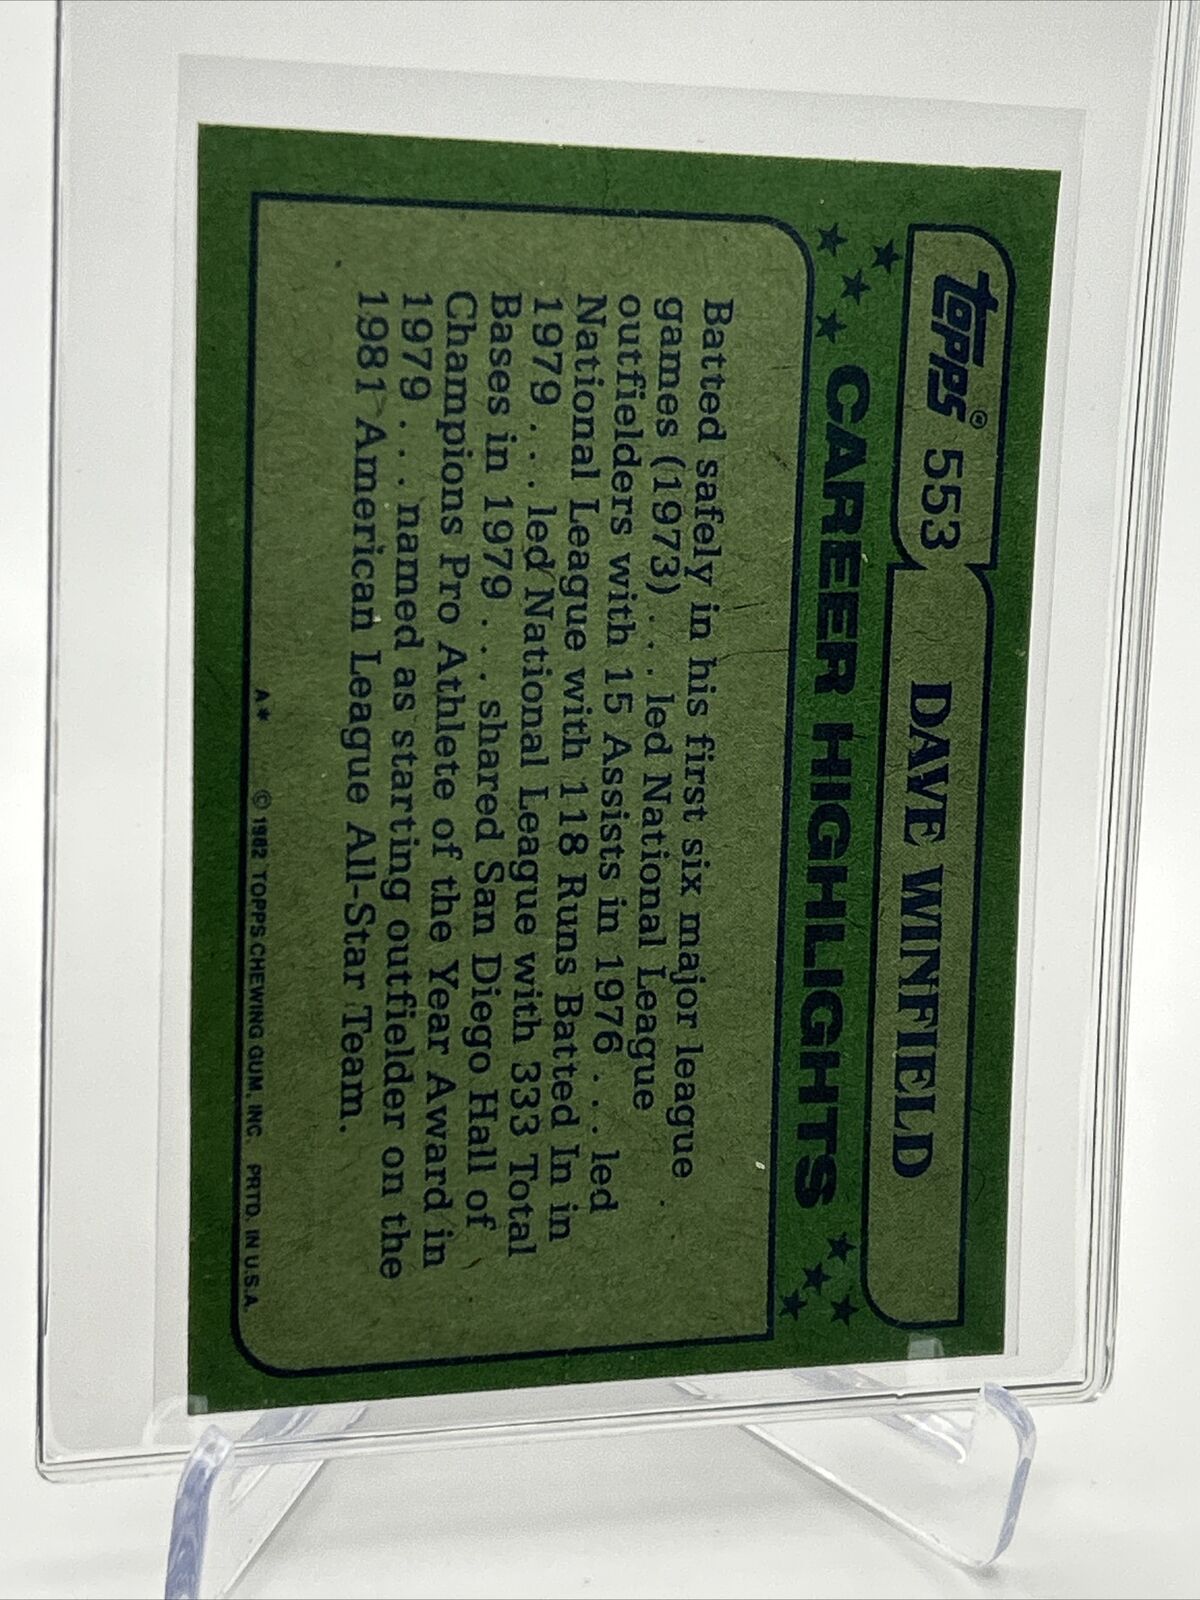 topps® 553 DAVE WINFIELD
CAREER HIGHLIGHTS
Batted safely in his first six major league
games (1973) . . . led National League
outfielders with 15 Assists in 1976 . . . led
National League with 118 Runs Batted In in
1979 . . . led National League with 333 Total
Bases in 1979 . . . shared San Diego Hall of
Champions Pro Athlete of the Year Award in
1979 . . . named as starting outfielder on the
1981 American League All-Star Team.
A* © 1982 TOPPS CHEWING GUM, INC. PRTD. IN U.S.A.